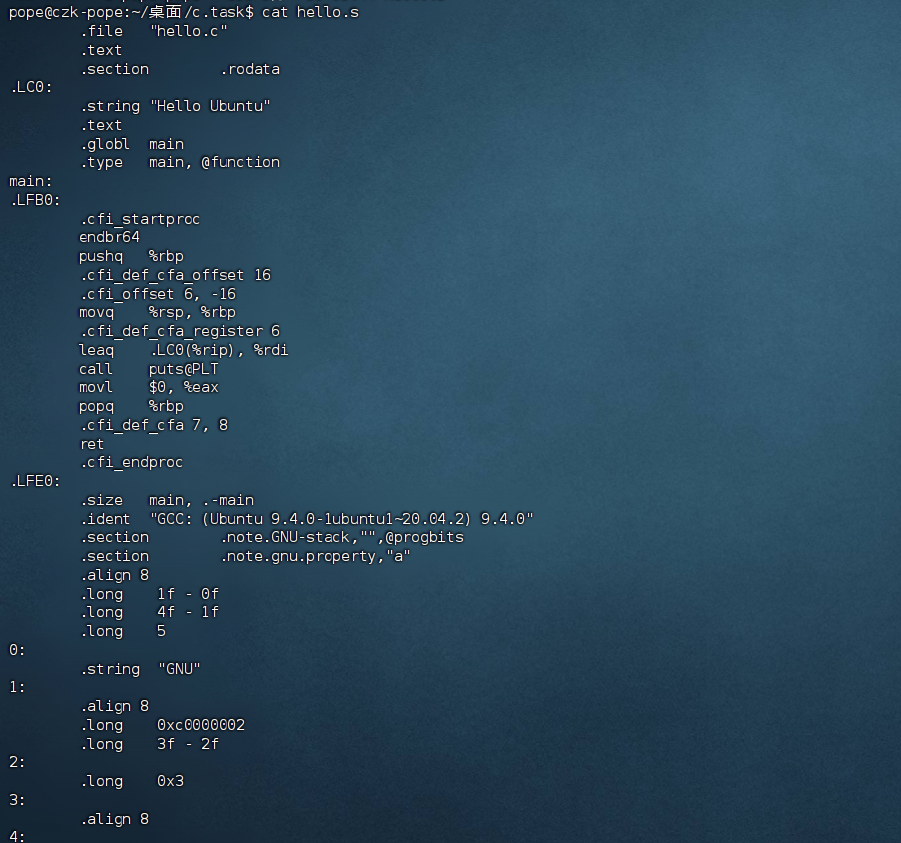 pope@czk-pope:~/桌面/c.task$ cat hello.s
.file "hello.c"
.text
.section .rodata
.LC0:
.string "Hello Ubuntu"
.text
.globl main
.type main, @function
main:
.LFB0:
.cfi_startproc
endbr64
pushq %rbp
.cfi_def_cfa_offset 16
.cfi_offset 6, -16
movq %rsp, %rbp
.cfi_def_cfa_register 6
leaq .LC0(%rip), %rdi
call puts@PLT
movl $0, %eax
popq %rbp
.cfi_def_cfa 7, 8
ret
.cfi_endproc
.LFE0:
.size main, .-main
.ident "GCC: (Ubuntu 9.4.0-1ubuntu1~20.04.2) 9.4.0"
.section .note.GNU-stack,"",@progbits
.section .note.gnu.property,"a"
.align 8
.long 1f - 0f
.long 4f - 1f
.long 5
0:
.string "GNU"
1:
.align 8
.long 0xc0000002
.long 3f - 2f
2:
.long 0x3
3:
.align 8
4: